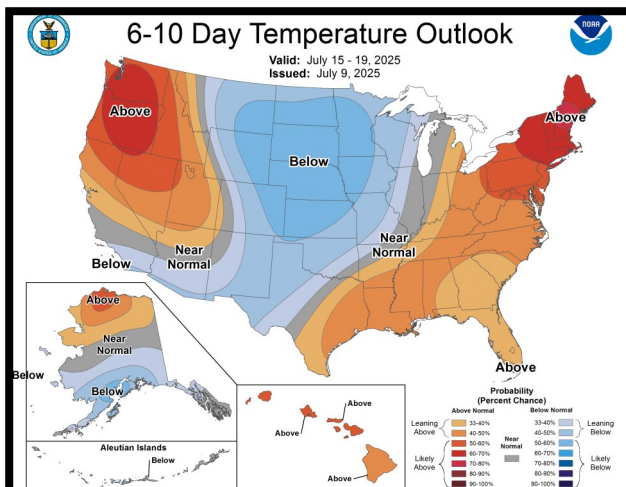 6-10 Day Temperature Outlook
Valid: July 15 - 19, 2025
Issued: July 9, 2025
NOAA
Above
Above
Below
Near
Normal
Near
Normal
Below
Above
Above
Near
Normal
Below
Below
Aleutian Islands
Below
Above
Above
Above
Probability
(Percent Chance)
Above Normal Below Normal
Leaning
Above
33-40% 33-40%
40-50% 40-50%
Leaning
Below
Near
Normal
Likely
Above
50-60% 50-60%
60-70% 60-70%
70-80% 70-80%
80-90% 80-90%
90-100% 90-100%
Likely
Below